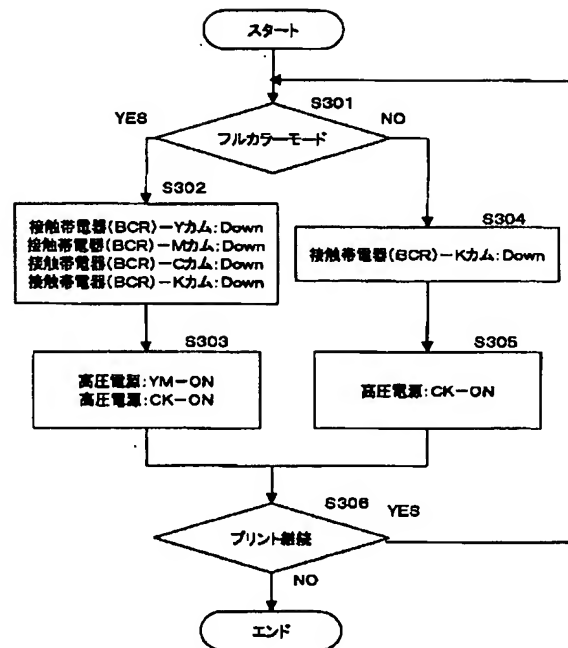 スタート
S301
YES
フルカラーモード
NO
S302
接触帯電器(BCR)－Yカム:Down
接触帯電器(BCR)－Mカム:Down
接触帯電器(BCR)－Cカム:Down
接触帯電器(BCR)－Kカム:Down
S304
接触帯電器(BCR)－Kカム:Down
S303
高圧電源:YM－ON
高圧電源:CK－ON
S305
高圧電源:CK－ON
S306
プリント継続
YES
NO
エンド